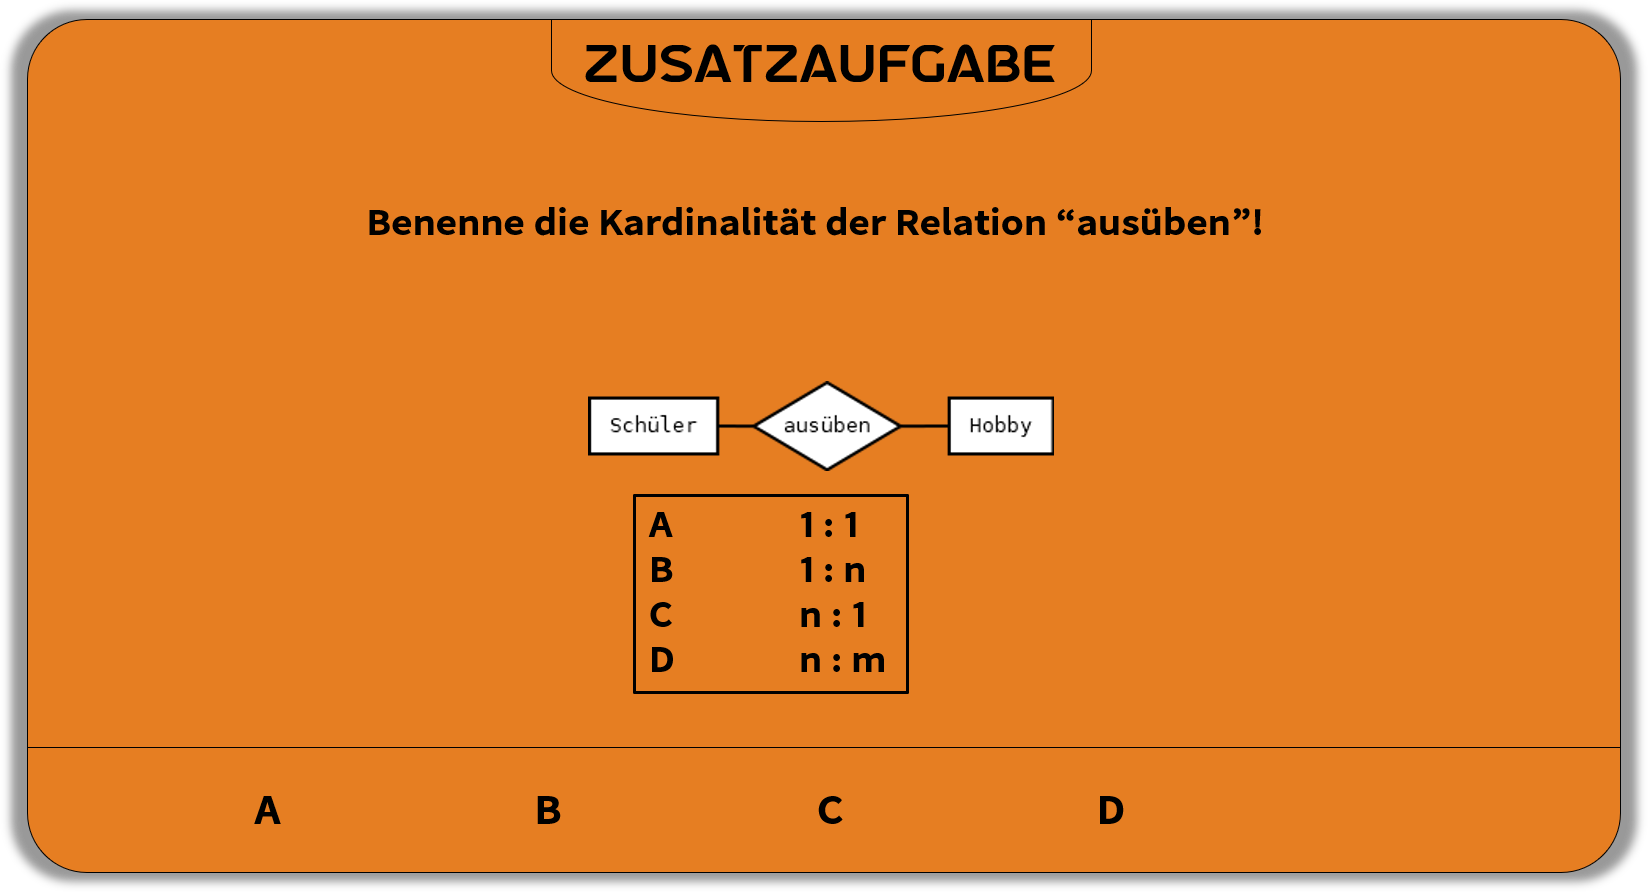 ZUSATZAUFGABE
Benenne die Kardinalität der Relation “ausüben”!
Schüler ausüben Hobby
A 1 : 1
B 1 : n
C n : 1
D n : m
A B C D